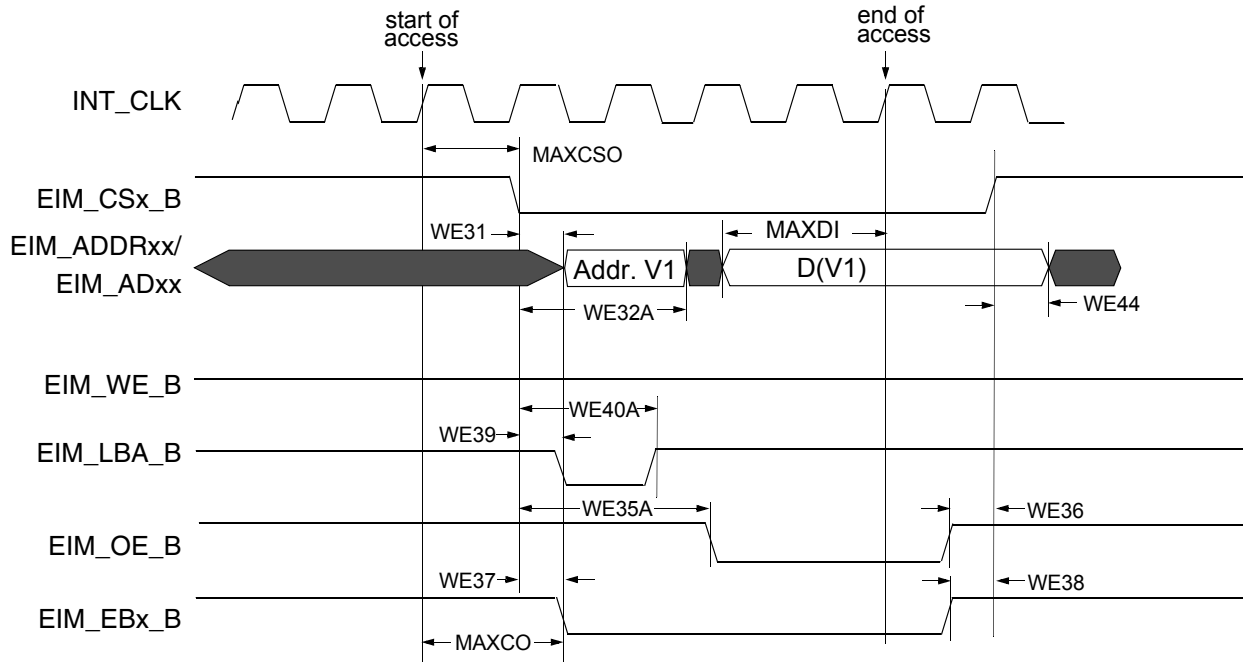 start of
access
end of
access
INT_CLK
MAXCSO
EIM_CSx_B
WE31
MAXDI
EIM_ADDRxx/
EIM_ADxx
Addr. V1
D(V1)
WE32A
WE44
EIM_WE_B
WE40A
WE39
EIM_LBA_B
WE35A
WE36
EIM_OE_B
WE37
WE38
EIM_EBx_B
MAXCO